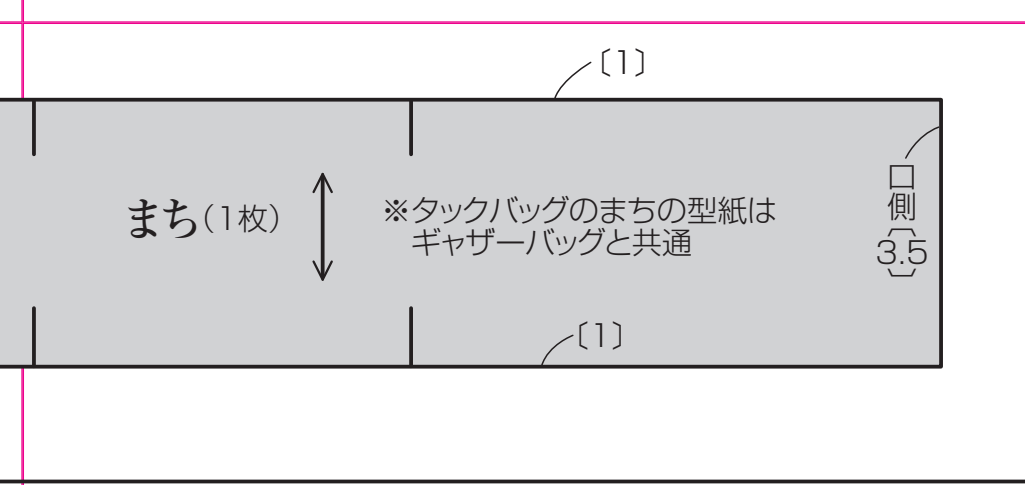 〔1〕
まち(1枚)
※タックバッグのまちの型紙は
ギャザーバッグと共通
口側〔3.5〕
〔1〕